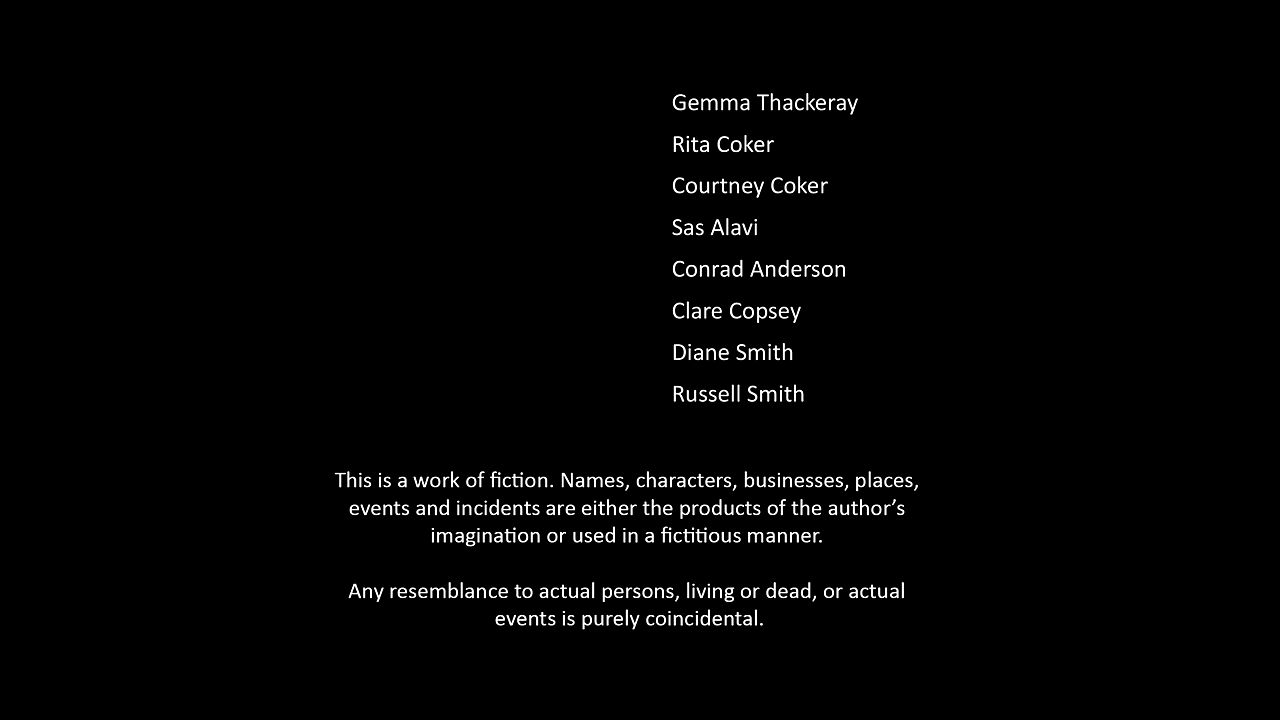 Gemma Thackeray
Rita Coker
Courtney Coker
Sas Alavi
Conrad Anderson
Clare Copsey
Diane Smith
Russell Smith
This is a work of fiction. Names, characters, businesses, places,
events and incidents are either the products of the author’s
imagination or used in a fictitious manner.
Any resemblance to actual persons, living or dead, or actual
events is purely coincidental.